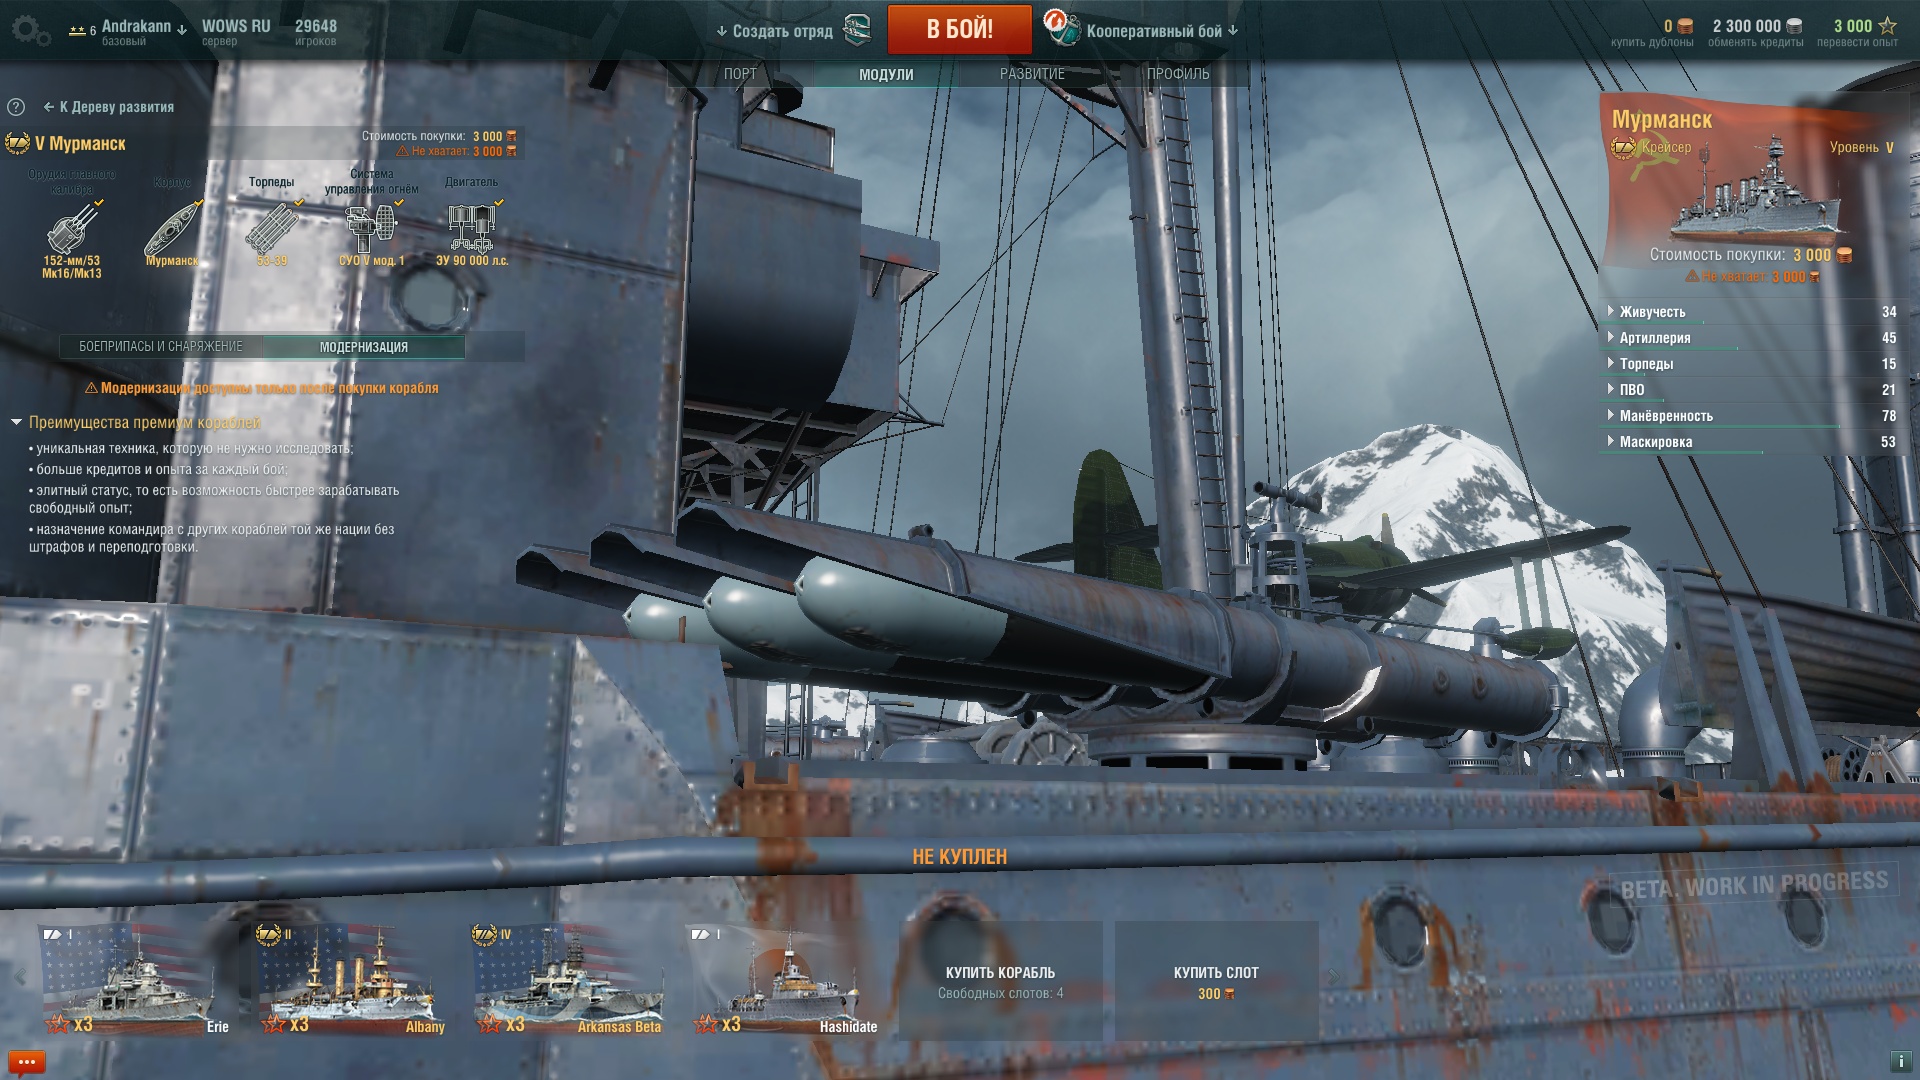 6 Andrakann
базовый
WOWS RU
сервер
29648
игроков
Создать отряд
В БОЙ!
Кооперативный бой
0
купить дублоны
2 300 000
обменять кредиты
3 000
перевести опыт
ПОРТ
МОДУЛИ
РАЗВИТИЕ
ПРОФИЛЬ
К Дереву развития
V Мурманск
Стоимость покупки: 3 000
Не хватает: 3 000
Орудия главного
калибра
Корпус
Торпеды
Система
управления огнём
Двигатель
152-мм/53
Мк16/Мк13
Мурманск
53-39
СУО V мод. 1
ЭУ 90 000 л.с.
БОЕПРИПАСЫ И СНАРЯЖЕНИЕ
МОДЕРНИЗАЦИЯ
Модернизации доступны только после покупки корабля
Преимущества премиум кораблей
• уникальная техника, которую не нужно исследовать;
• больше кредитов и опыта за каждый бой;
• элитный статус, то есть возможность быстрее зарабатывать
свободный опыт;
• назначение командира с других кораблей той же нации без
штрафов и переподготовки.
Мурманск
Крейсер
Уровень V
Стоимость покупки: 3 000
Не хватает: 3 000
Живучесть 34
Артиллерия 45
Торпеды 15
ПВО 21
Манёвренность 78
Маскировка 53
НЕ КУПЛЕН
BETA. WORK IN PROGRESS
I
x3
Erie
II
x3
Albany
IV
x3
Arkansas Beta
I
x3
Hashidate
КУПИТЬ КОРАБЛЬ
Свободных слотов: 4
КУПИТЬ СЛОТ
300